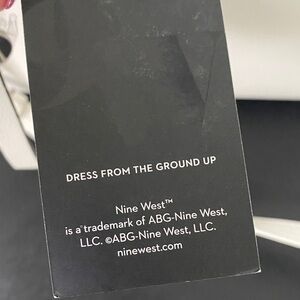 DRESS FROM THE GROUND UP
Nine West™
is a trademark of ABG-Nine West,
LLC. ©ABG-Nine West, LLC.
ninewest.com